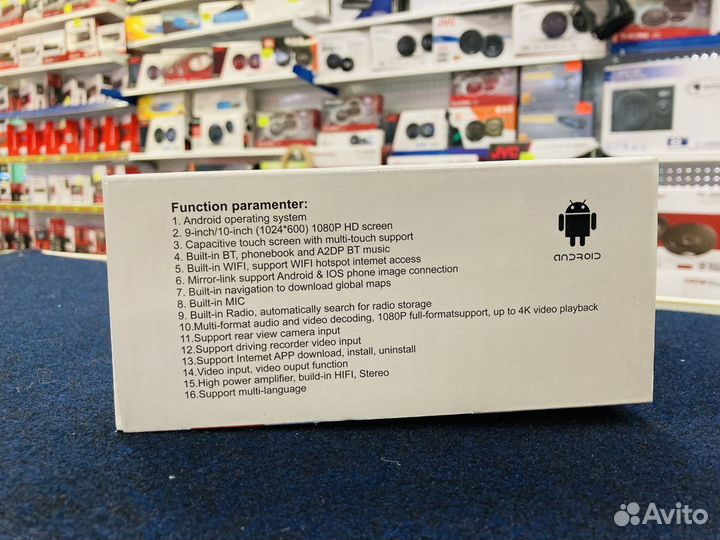 JVC
JVC
Function paramenter:
1. Android operating system
2. 9-inch/10-inch (1024*600) 1080P HD screen
3. Capacitive touch screen with multi-touch support
4. Built-in BT, phonebook and A2DP BT music
5. Built-in WIFI, support WIFI hotspot internet access
6. Mirror-link support Android & IOS phone image connection
7. Built-in navigation to download global maps
8. Built-in MIC
9. Built-in Radio, automatically search for radio storage
10.Multi-format audio and video decoding, 1080P full-formatsupport, up to 4K video playback
11.Support rear view camera input
12.Support driving recorder video input
13.Support Internet APP download, install, uninstall
14.Video input, video ouput function
15.High power amplifier, build-in HIFI, Stereo
16.Support multi-language
ANDROID
Avito